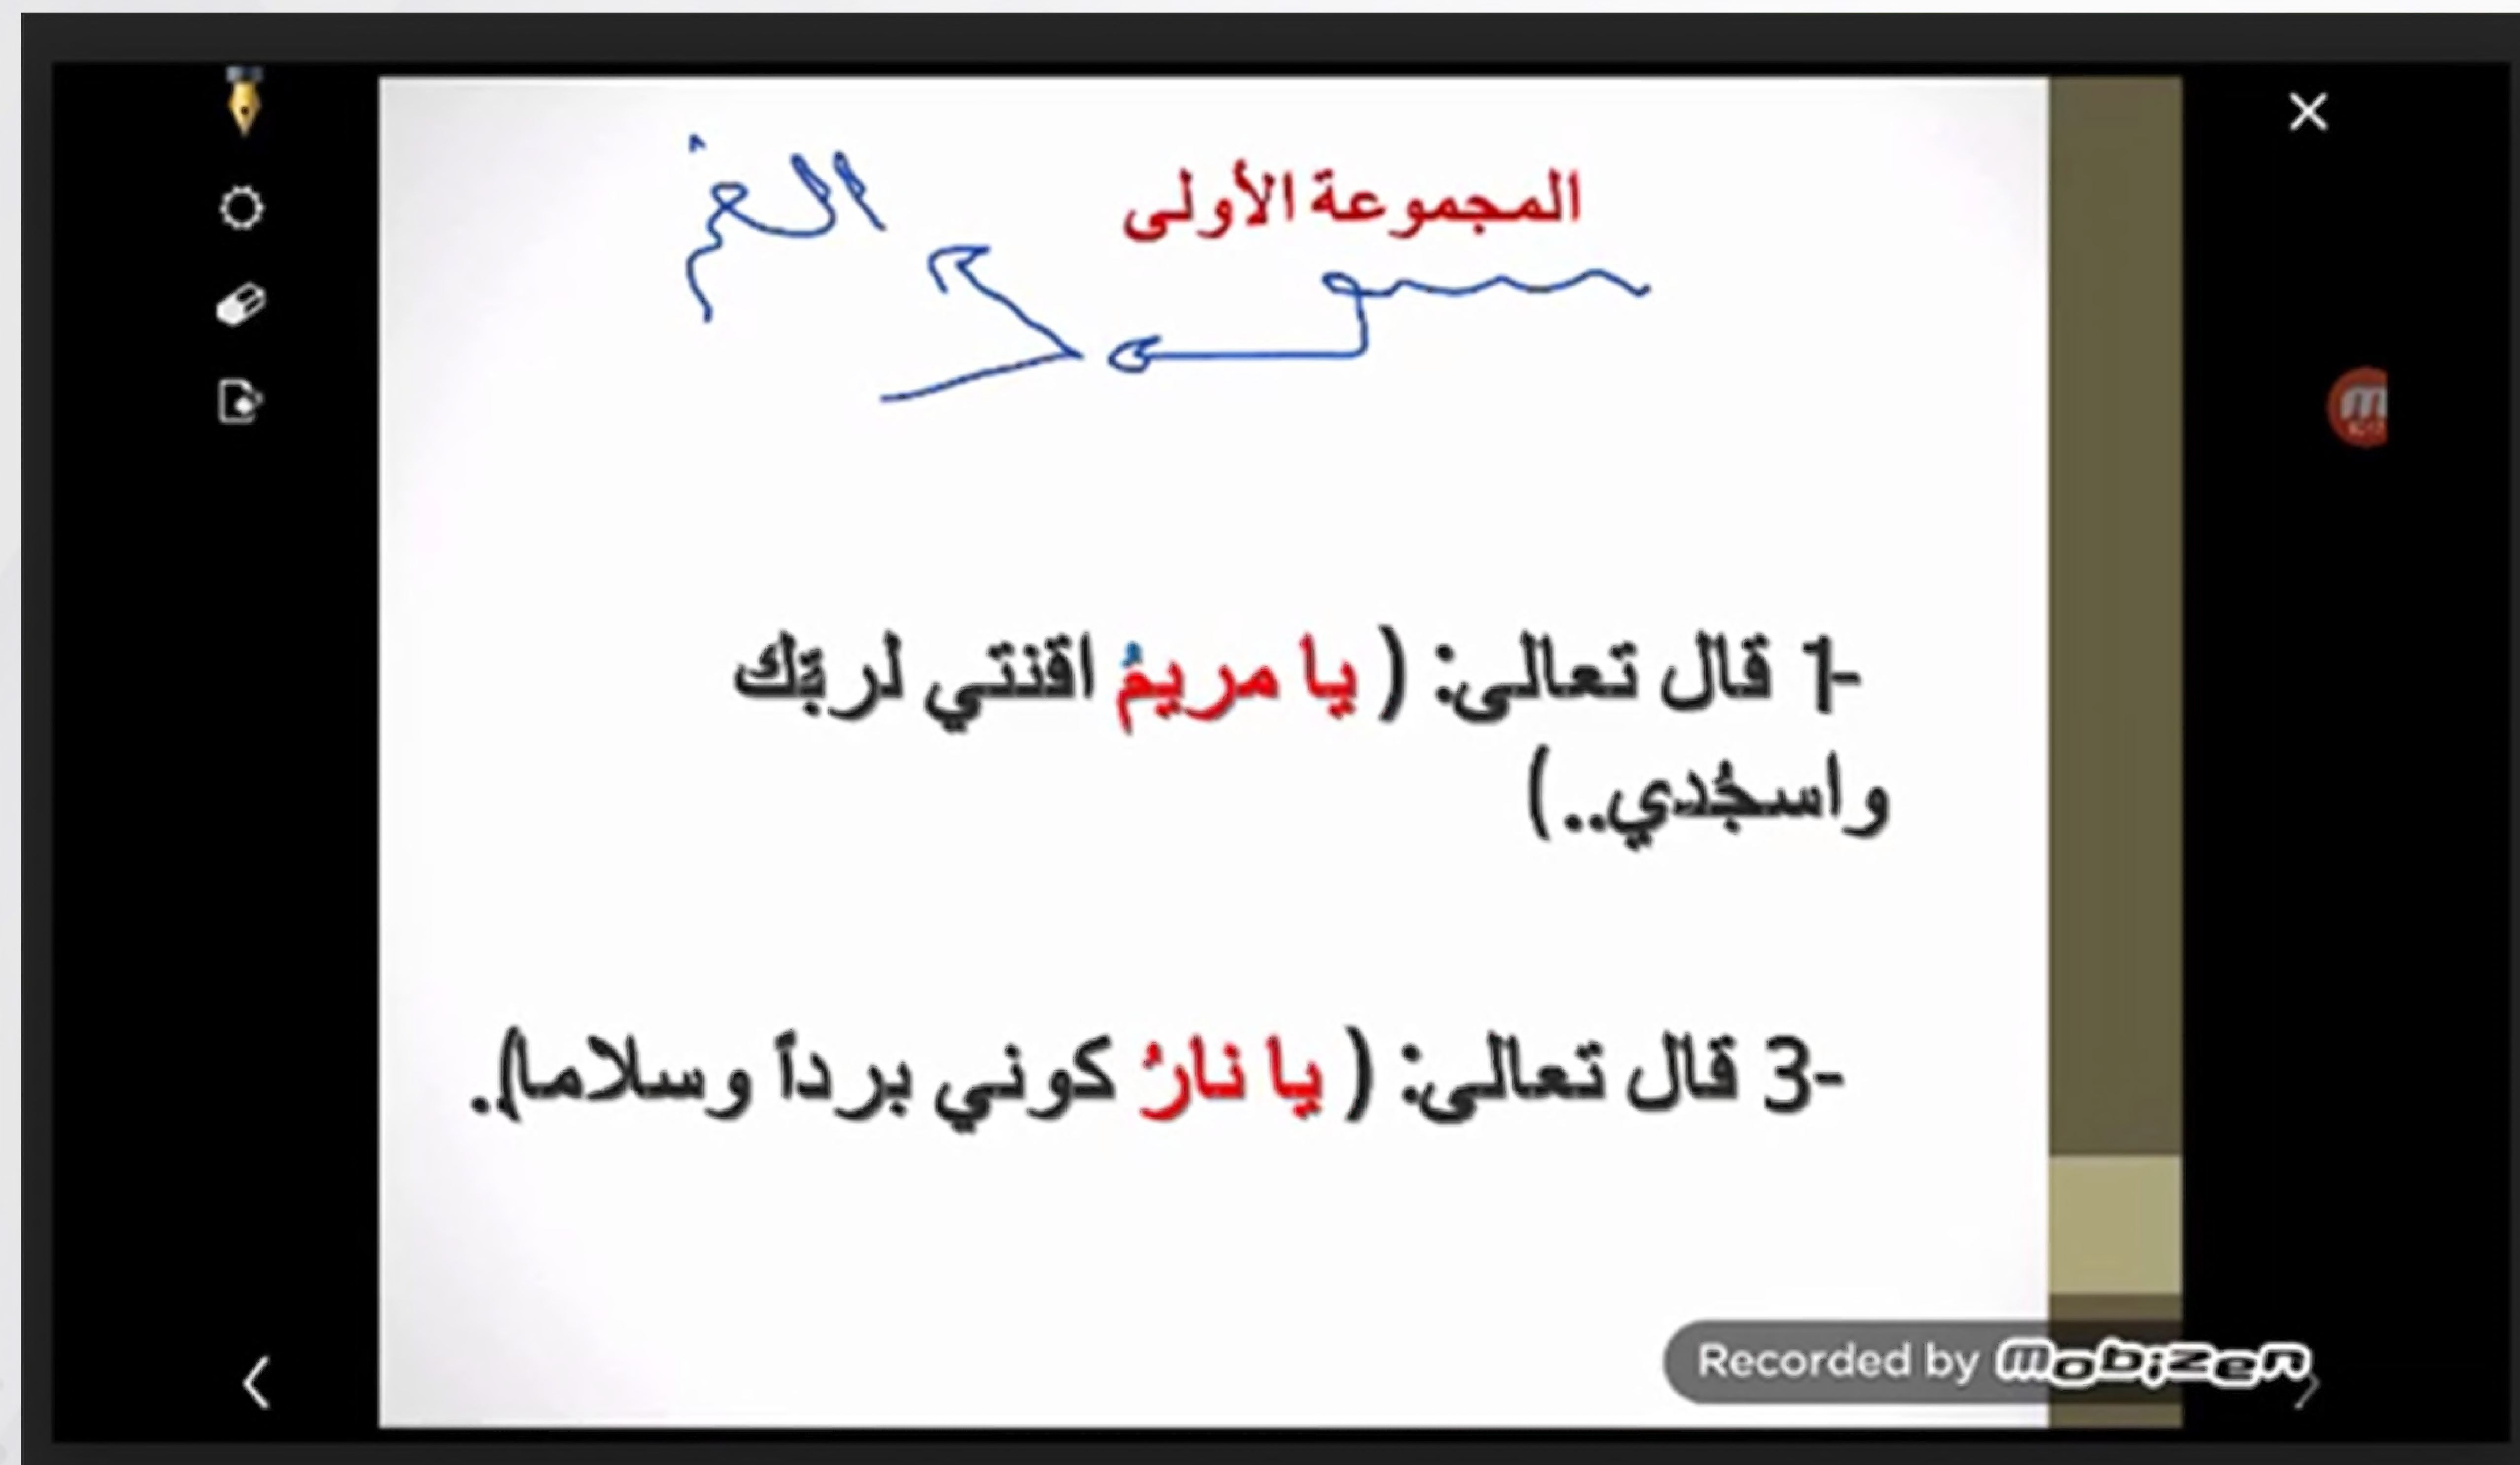 المجموعة الأولى
1- قال تعالى: ( يا مريمُ اقنتي لربّك
واسجُدي..)
3- قال تعالى: ( يا نارُ كوني برداً وسلاما).
Recorded by mobizen